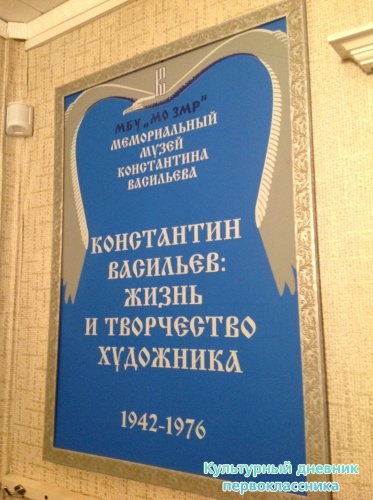 МБУ „МО ЗМР"
МЕМОРИАЛЬНЫЙ
МУЗЕЙ
КОНСТАНТИНА
ВАСИЛЬЕВА
КОНСТАНТИН
ВАСИЛЬЕВ:
ЖИЗНЬ
И ТВОРЧЕСТВО
ХУДОЖНИКА
1942-1976
Культурный дневник
первоклассника